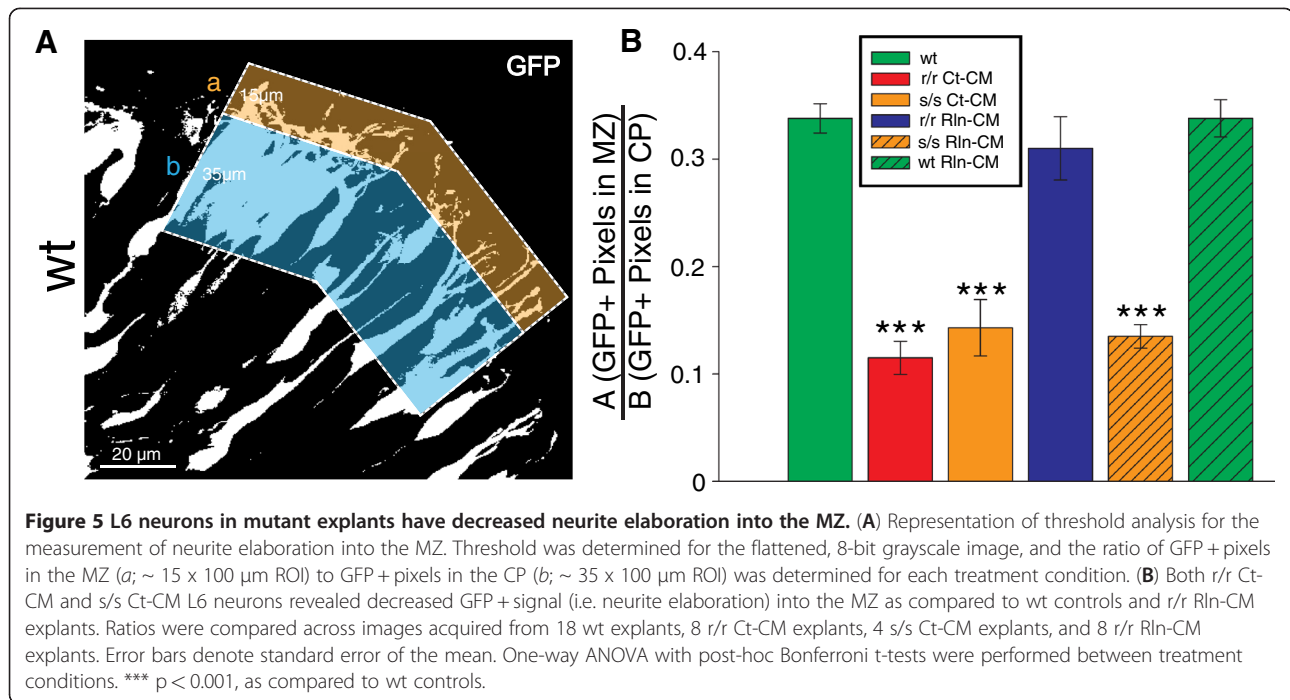 A
GFP
a
15µm
b
35µm
wt
20 µm
B
A (GFP+ Pixels in MZ)
B (GFP+ Pixels in CP)
0.4
0.3
0.2
0.1
0
wt
r/r Ct-CM
s/s Ct-CM
r/r Rln-CM
s/s Rln-CM
wt Rln-CM
***
***
***
Figure 5 L6 neurons in mutant explants have decreased neurite elaboration into the MZ. (A) Representation of threshold analysis for the
measurement of neurite elaboration into the MZ. Threshold was determined for the flattened, 8-bit grayscale image, and the ratio of GFP + pixels
in the MZ (a; ~ 15 x 100 µm ROI) to GFP + pixels in the CP (b; ~ 35 x 100 µm ROI) was determined for each treatment condition. (B) Both r/r Ct-
CM and s/s Ct-CM L6 neurons revealed decreased GFP + signal (i.e. neurite elaboration) into the MZ as compared to wt controls and r/r Rln-CM
explants. Ratios were compared across images acquired from 18 wt explants, 8 r/r Ct-CM explants, 4 s/s Ct-CM explants, and 8 r/r Rln-CM
explants. Error bars denote standard error of the mean. One-way ANOVA with post-hoc Bonferroni t-tests were performed between treatment
conditions. *** p < 0.001, as compared to wt controls.